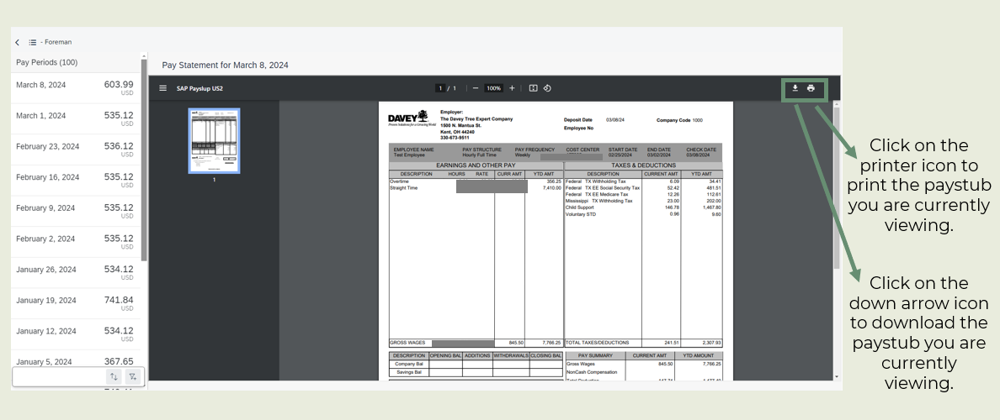 - Foreman
Pay Periods (100)
March 8, 2024 603.99
USD
March 1, 2024 535.12
USD
February 23, 2024 536.12
USD
February 16, 2024 535.12
USD
February 9, 2024 535.12
USD
February 2, 2024 535.12
USD
January 26, 2024 534.12
USD
January 19, 2024 741.84
USD
January 12, 2024 534.12
USD
January 5, 2024 367.65
Pay Statement for March 8, 2024
SAP Payslup US2
1 / 1
100%
1
DAVEY
Proven Solutions for a Growing World
Employer:
The Davey Tree Expert Company
1500 N. Mantua St.
Kent, OH 44240
330-673-9511
Deposit Date 03/08/24 Company Code 1000
Employee No
EMPLOYEE NAME PAY STRUCTURE PAY FREQUENCY COST CENTER START DATE END DATE CHECK DATE
Test Employee Hourly Full Time Weekly 02/25/2024 03/02/2024 03/08/2024
EARNINGS AND OTHER PAY TAXES & DEDUCTIONS
DESCRIPTION HOURS RATE CURR AMT YTD AMT DESCRIPTION CURRENT AMT YTD AMT
Overtime 356.25 Federal TX Withholding Tax 6.09 34.41
Straight Time 7,410.00 Federal TX EE Social Security Tax 52.42 481.51
Federal TX EE Medicare Tax 12.26 112.61
Mississippi TX Withholding Tax 23.00 202.00
Child Support 146.78 1,467.80
Voluntary STD 0.96 9.60
GROSS WAGES 845.50 7,766.25 TOTAL TAXES/DEDUCTIONS 241.51 2,307.93
DESCRIPTION OPENING BAL ADDITIONS WITHDRAWALS CLOSING BAL PAY SUMMARY CURRENT AMT YTD AMOUNT
Company Bal Gross Wages 845.50 7,766.25
Savings Bal NonCash Compensation
Click on the
printer icon to
print the paystub
you are currently
viewing.
Click on the
down arrow icon
to download the
paystub you are
currently
viewing.